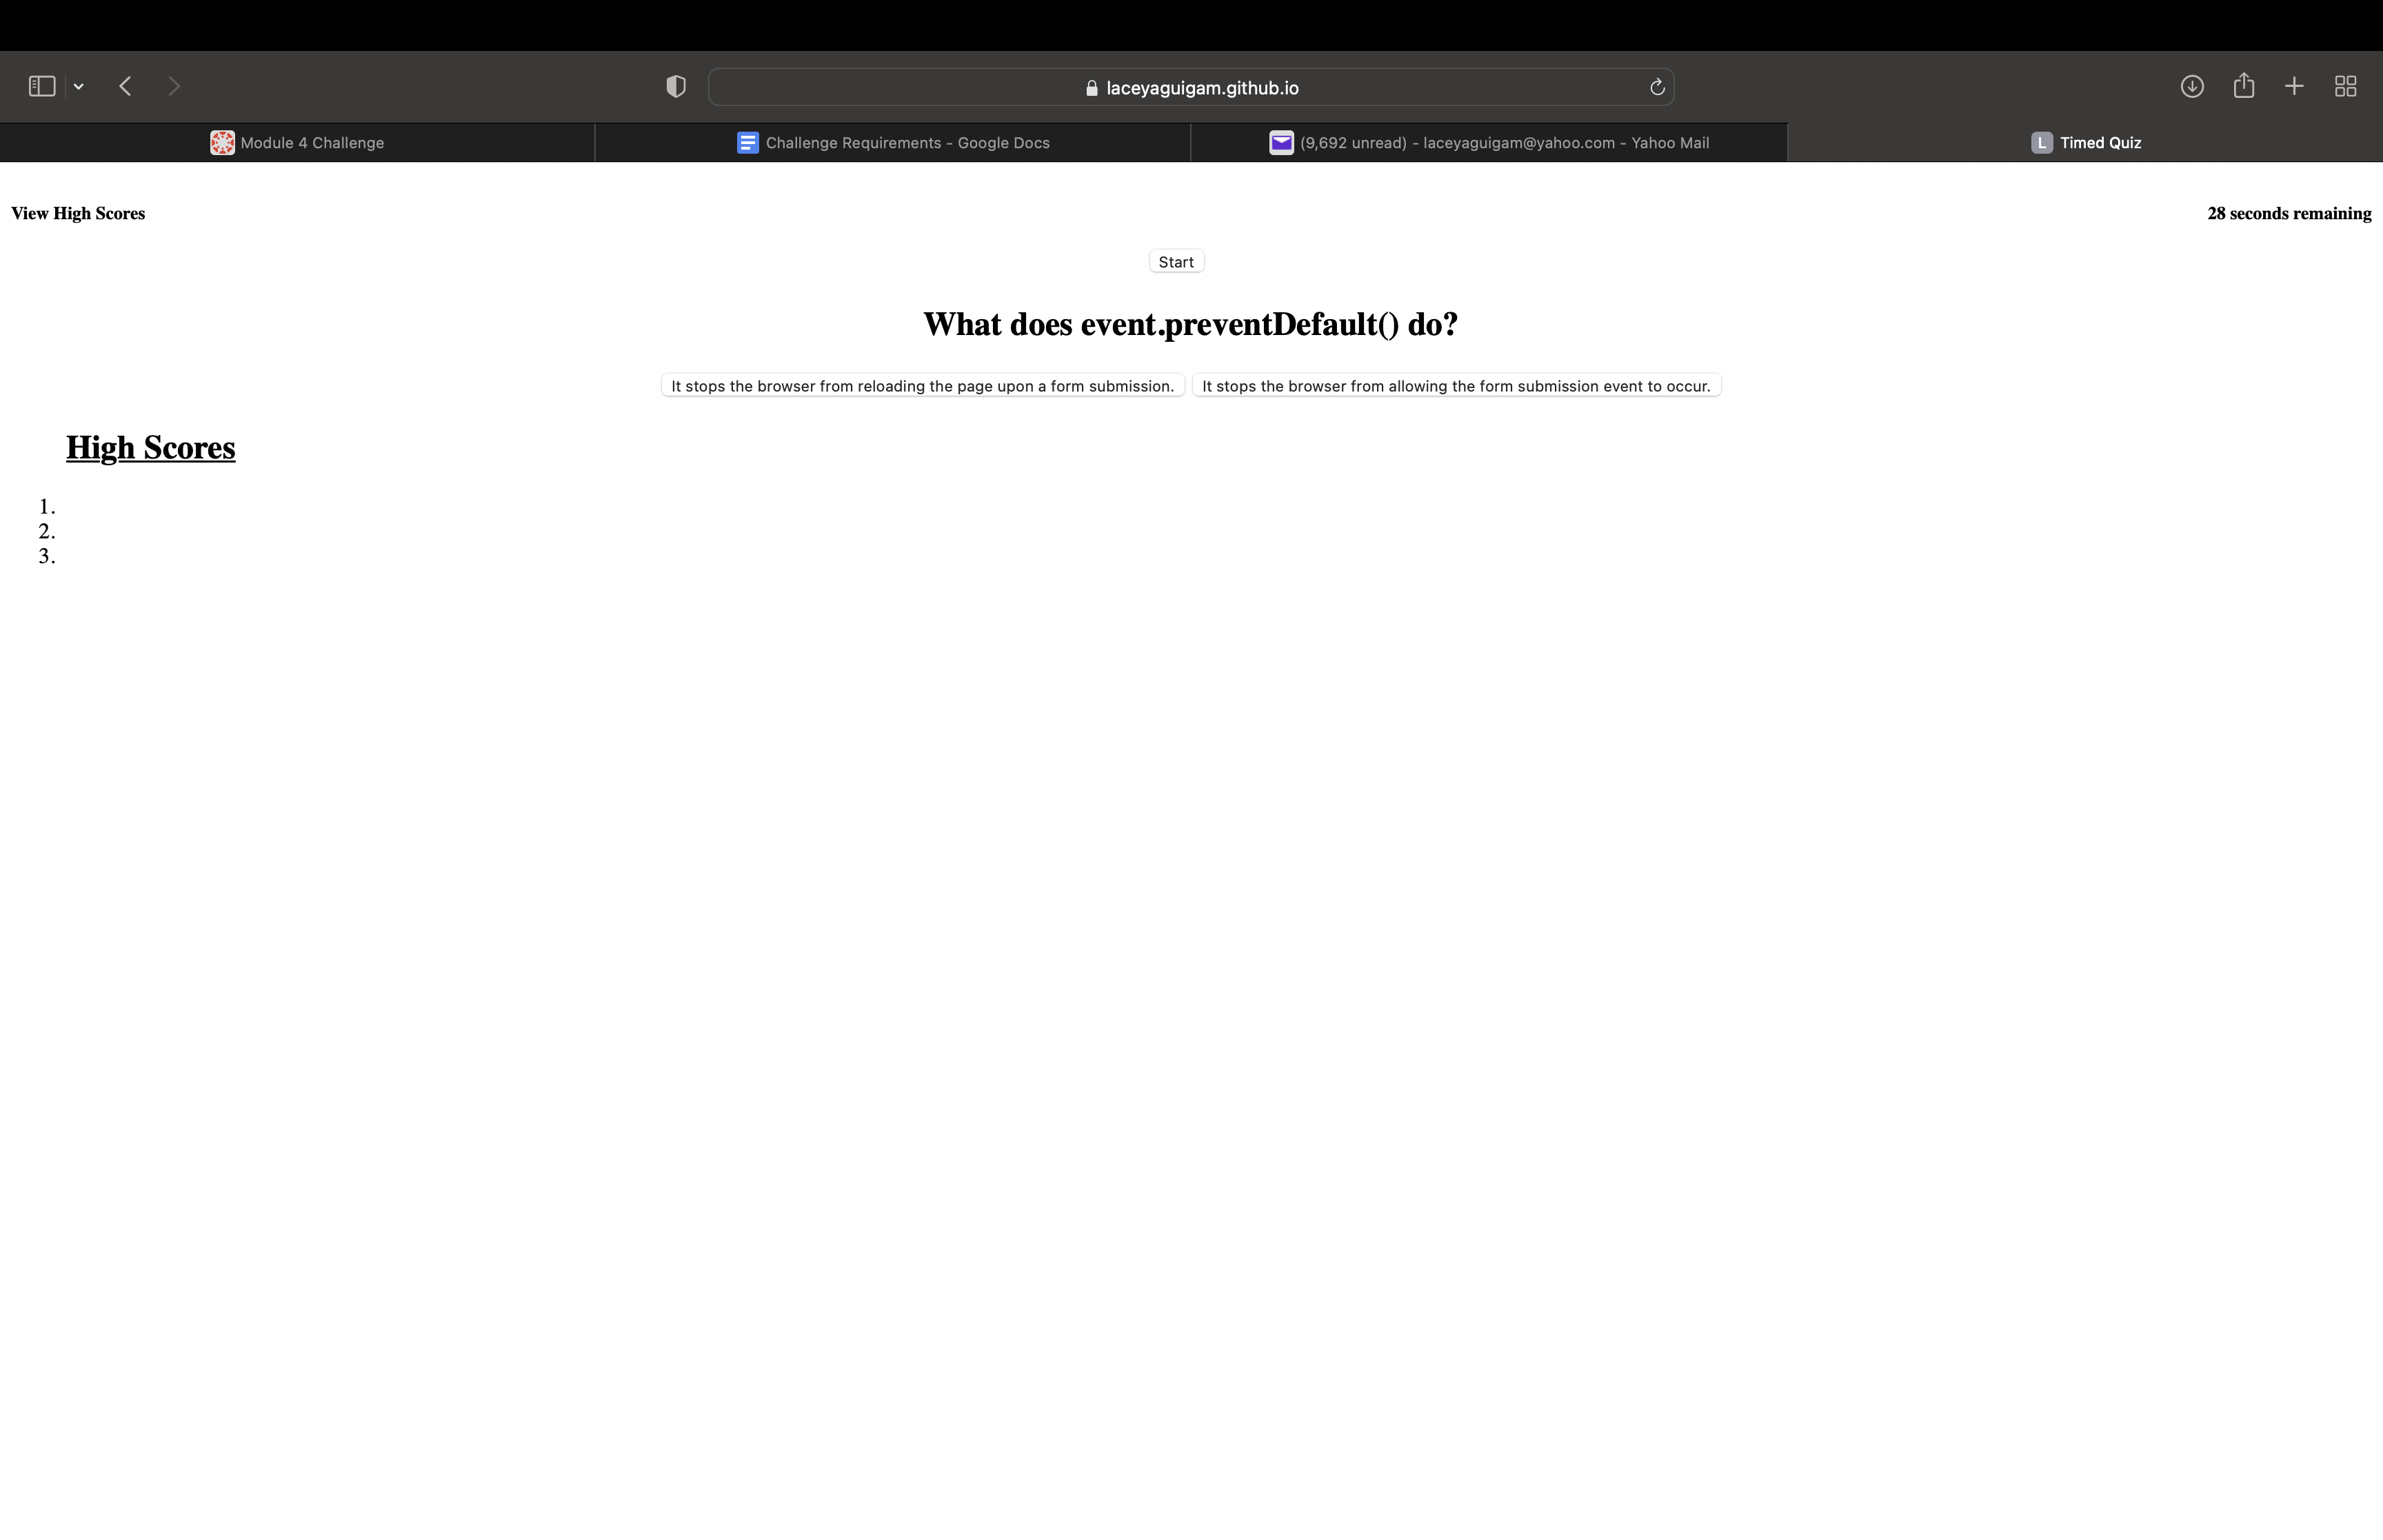 laceyaguigam.github.io
Module 4 Challenge
Challenge Requirements - Google Docs
(9,692 unread) - laceyaguigam@yahoo.com - Yahoo Mail
L Timed Quiz
View High Scores
28 seconds remaining
Start
What does event.preventDefault() do?
It stops the browser from reloading the page upon a form submission.
It stops the browser from allowing the form submission event to occur.
High Scores
1.
2.
3.